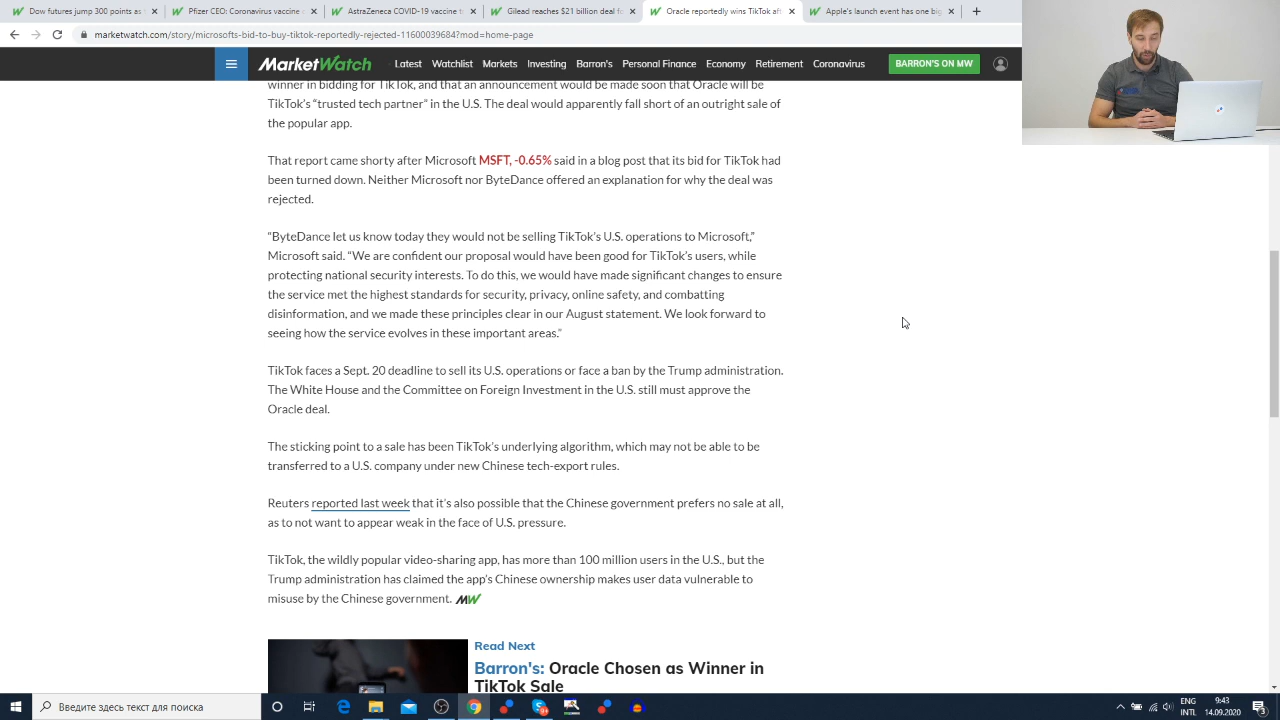 Dow futures jump 300 points as
Pfizer CEO: Coronavirus vaccine
AstraZeneca COVID-19 vaccine t
Gilead reaches $21 billion deal fo
Oracle reportedly wins TikTok aft
Apple's launch event has one big
marketwatch.com/story/microsofts-bid-to-buy-tiktok-reportedly-rejected-11600039684?mod=home-page
MarketWatch
Latest Watchlist Markets Investing Barron's Personal Finance Economy Retirement Coronavirus
BARRON'S ON MW
winner in bidding for TikTok, and that an announcement would be made soon that Oracle will be
TikTok's “trusted tech partner” in the U.S. The deal would apparently fall short of an outright sale of
the popular app.
That report came shorty after Microsoft MSFT, -0.65% said in a blog post that its bid for TikTok had
been turned down. Neither Microsoft nor ByteDance offered an explanation for why the deal was
rejected.
“ByteDance let us know today they would not be selling TikTok's U.S. operations to Microsoft,”
Microsoft said. “We are confident our proposal would have been good for TikTok's users, while
protecting national security interests. To do this, we would have made significant changes to ensure
the service met the highest standards for security, privacy, online safety, and combatting
disinformation, and we made these principles clear in our August statement. We look forward to
seeing how the service evolves in these important areas.”
TikTok faces a Sept. 20 deadline to sell its U.S. operations or face a ban by the Trump administration.
The White House and the Committee on Foreign Investment in the U.S. still must approve the
Oracle deal.
The sticking point to a sale has been TikTok's underlying algorithm, which may not be able to be
transferred to a U.S. company under new Chinese tech-export rules.
Reuters reported last week that it's also possible that the Chinese government prefers no sale at all,
as to not want to appear weak in the face of U.S. pressure.
TikTok, the wildly popular video-sharing app, has more than 100 million users in the U.S., but the
Trump administration has claimed the app's Chinese ownership makes user data vulnerable to
misuse by the Chinese government. MW
Read Next
Barron's: Oracle Chosen as Winner in
TikTok Sale
Введите здесь текст для поиска
ENG
INTL
9:43
14.09.2020